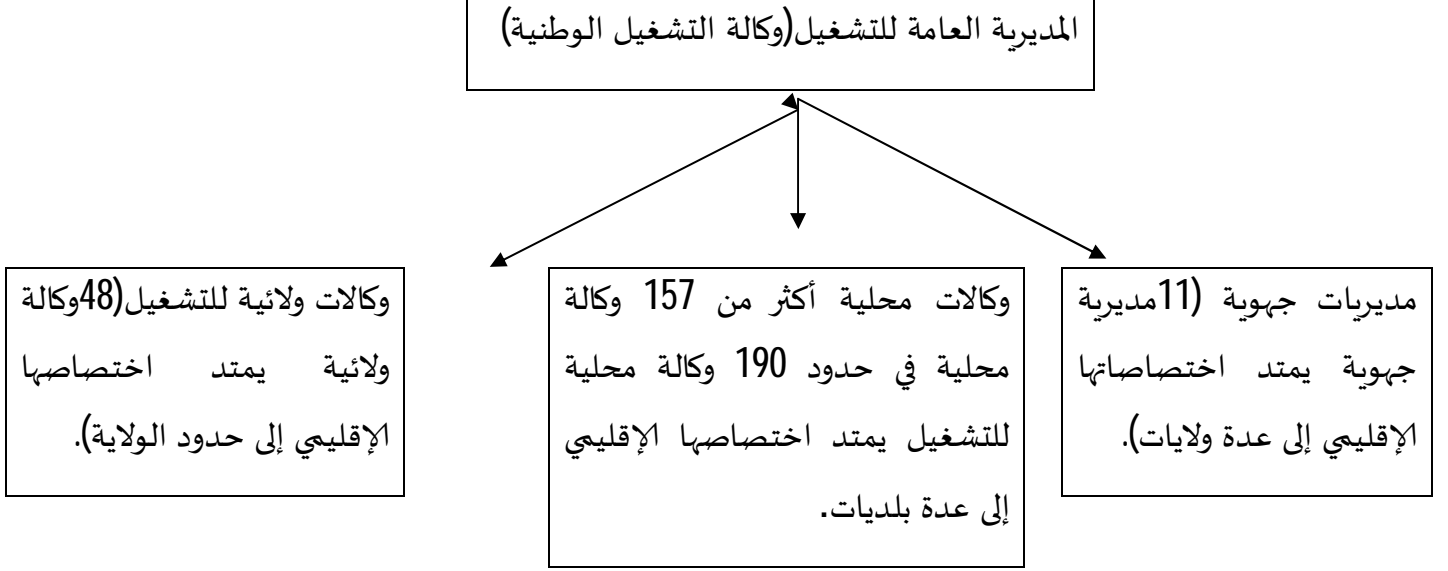 المديرية العامة للتشغيل(وكالة التشغيل الوطنية)
مديريات جهوية (11مديرية
جهوية يمتد اختصاصاتها
الإقليمي إلى عدة ولايات).
وكالات محلية أكثر من 157 وكالة
محلية في حدود 190 وكالة محلية
للتشغيل يمتد اختصاصها الإقليمي
إلى عدة بلديات.
وكالات ولائية للتشغيل(48وكالة
ولائية يمتد اختصاصها
الإقليمي إلى حدود الولاية).